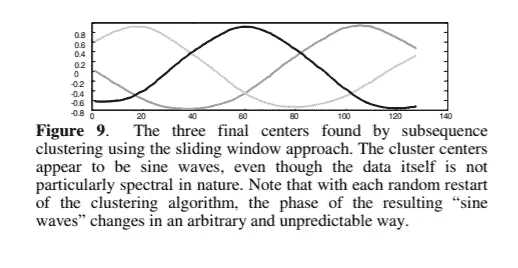 0.8
0.6
0.4
0.2
0
-0.2
-0.4
-0.6
-0.8
0 20 40 60 80 100 120 140
Figure 9. The three final centers found by subsequence
clustering using the sliding window approach. The cluster centers
appear to be sine waves, even though the data itself is not
particularly spectral in nature. Note that with each random restart
of the clustering algorithm, the phase of the resulting “sine
waves” changes in an arbitrary and unpredictable way.